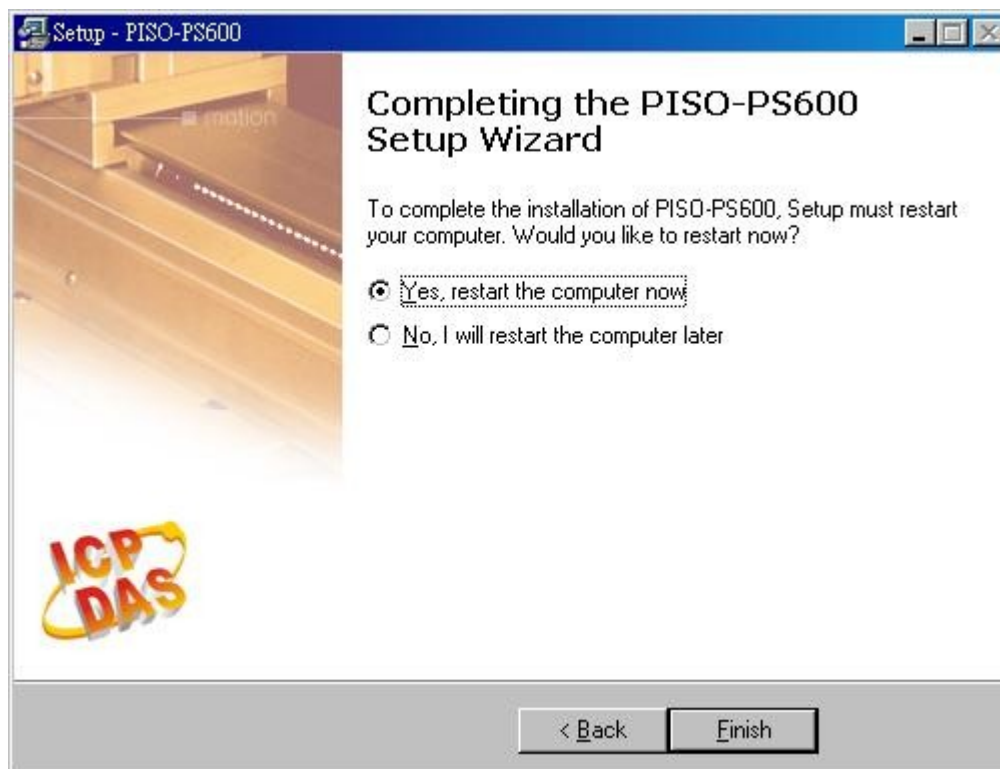 Setup - PISO-PS600
motion
Completing the PISO-PS600
Setup Wizard
To complete the installation of PISO-PS600, Setup must restart
your computer. Would you like to restart now?
Yes, restart the computer now
No, I will restart the computer later
ICP
DAS
< Back
Finish